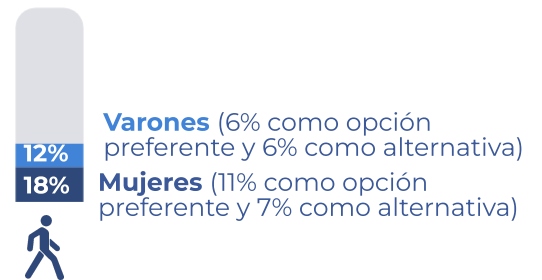 Varones (6% como opción
12% preferente y 6% como alternativa)
18% Mujeres (11% como opción
preferente y 7% como alternativa)